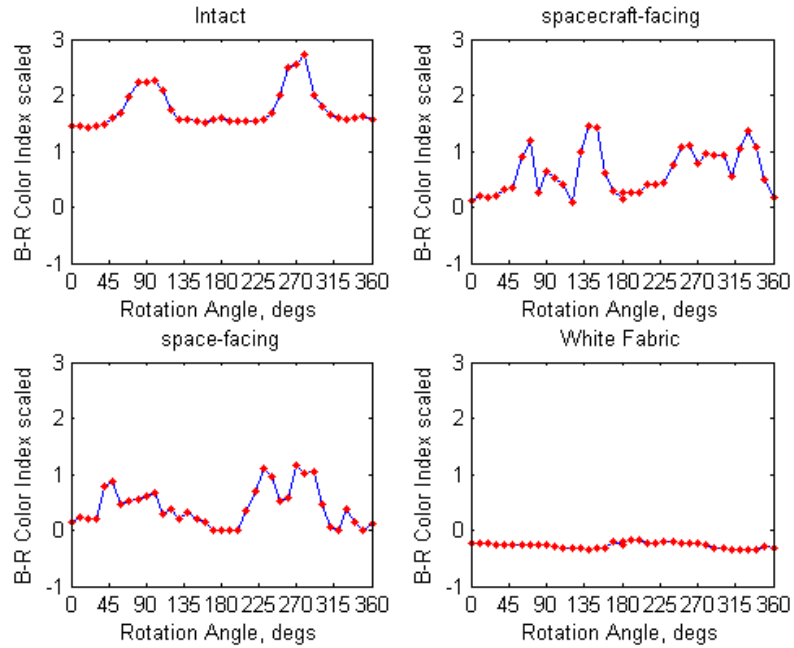 Intact
B-R Color Index scaled
3
2
1
0
-1
0 45 90 135 180 225 270 315 360
Rotation Angle, degs
spacecraft-facing
B-R Color Index scaled
3
2
1
0
-1
0 45 90 135 180 225 270 315 360
Rotation Angle, degs
space-facing
B-R Color Index scaled
3
2
1
0
-1
0 45 90 135 180 225 270 315 360
Rotation Angle, degs
White Fabric
B-R Color Index scaled
3
2
1
0
-1
0 45 90 135 180 225 270 315 360
Rotation Angle, degs